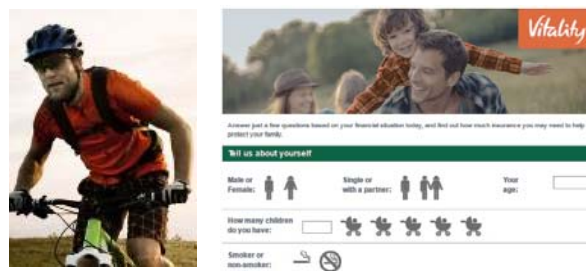 Vitality
Answer just a few questions based on your financial situation today, and find out how much insurance you may need to help
protect your family.
Tell us about yourself
Male or
Female:
Single or
with a partner:
Your
age:
How many children
do you have:
Smoker or
non-smoker: